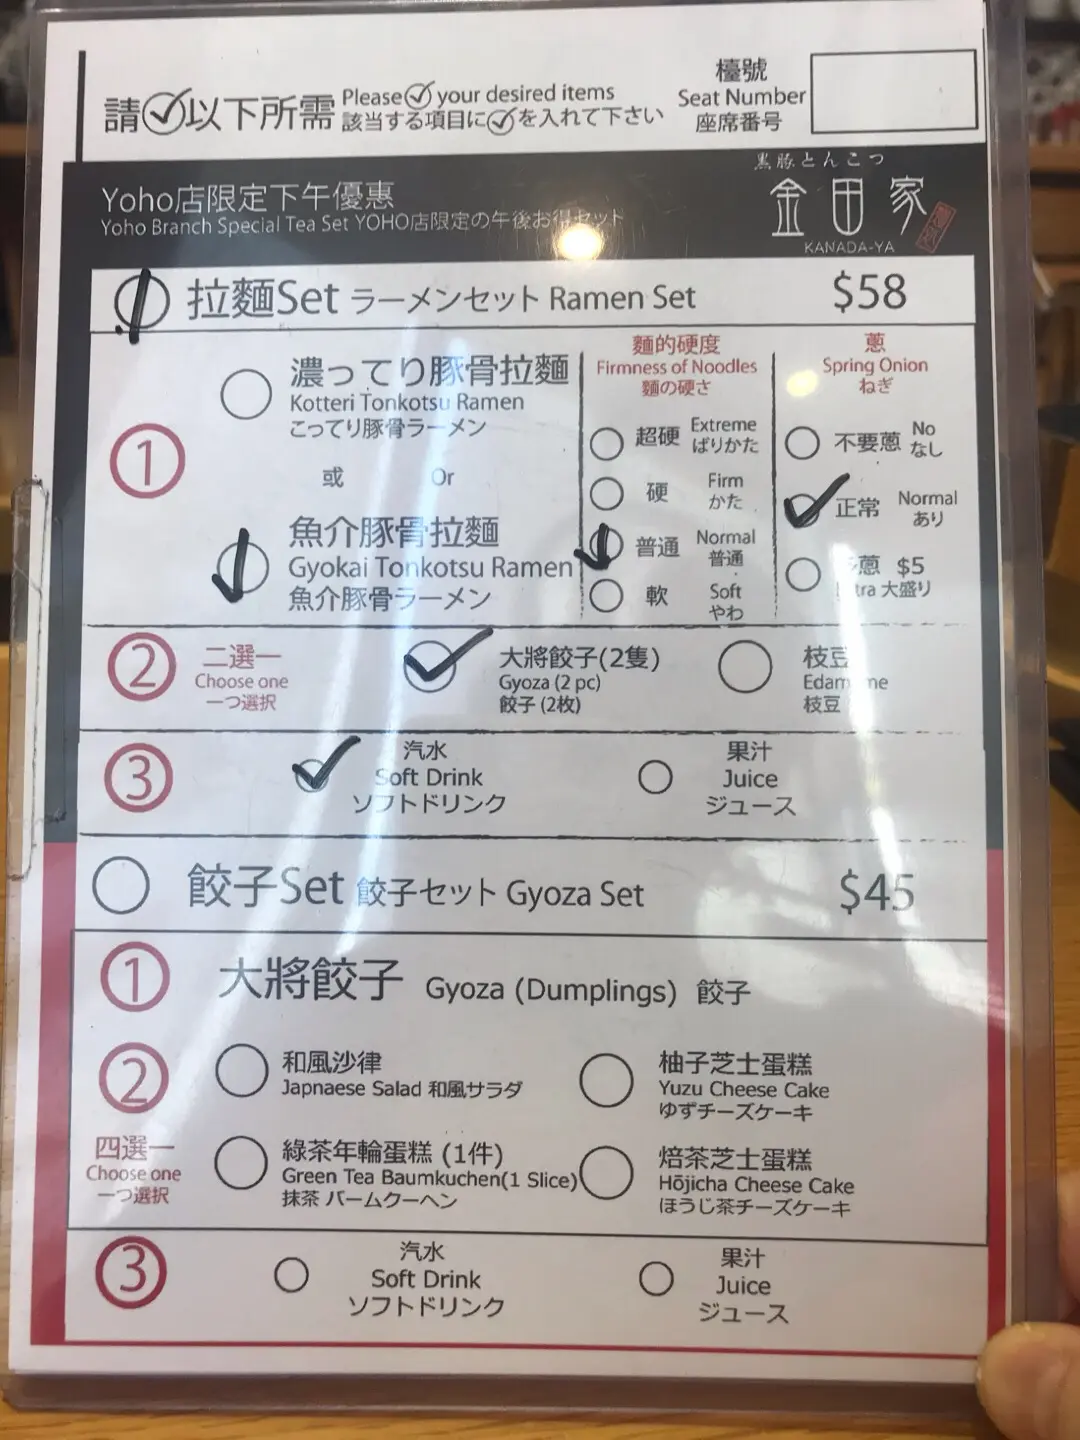 請✓以下所需 Please ✓ your desired items
該当する項目に✓を入れて下さい
檯號
Seat Number
座席番号
黒豚とんこつ
金田家
KANADA-YA
Yoho店限定下午優惠
Yoho Branch Special Tea Set YOHO店限定の午後お得セット
拉麵Set ラーメンセット Ramen Set $58
1
濃ってり豚骨拉麵
Kotteri Tonkotsu Ramen
こってり豚骨ラーメン
或 Or
魚介豚骨拉麵
Gyokai Tonkotsu Ramen
魚介豚骨ラーメン
麵的硬度
Firmness of Noodles
麺の硬さ
超硬 Extreme
ばりかた
硬 Firm
かた
普通 Normal
普通
軟 Soft
やわ
蔥
Spring Onion
ねぎ
不要蔥 No
なし
正常 Normal
あり
蔥 $5
大盛り
2
二選一
Choose one
一つ選択
大將餃子(2隻)
Gyoza (2 pc)
餃子 (2枚)
枝豆
Edamame
枝豆
3
汽水
Soft Drink
ソフトドリンク
果汁
Juice
ジュース
餃子Set 餃子セット Gyoza Set $45
1
大將餃子 Gyoza (Dumplings) 餃子
2
四選一
Choose one
一つ選択
和風沙律
Japnaese Salad 和風サラダ
柚子芝士蛋糕
Yuzu Cheese Cake
ゆずチーズケーキ
綠茶年輪蛋糕 (1件)
Green Tea Baumkuchen(1 Slice)
抹茶 バームクーヘン
焙茶芝士蛋糕
Hōjicha Cheese Cake
ほうじ茶チーズケーキ
3
汽水
Soft Drink
ソフトドリンク
果汁
Juice
ジュース